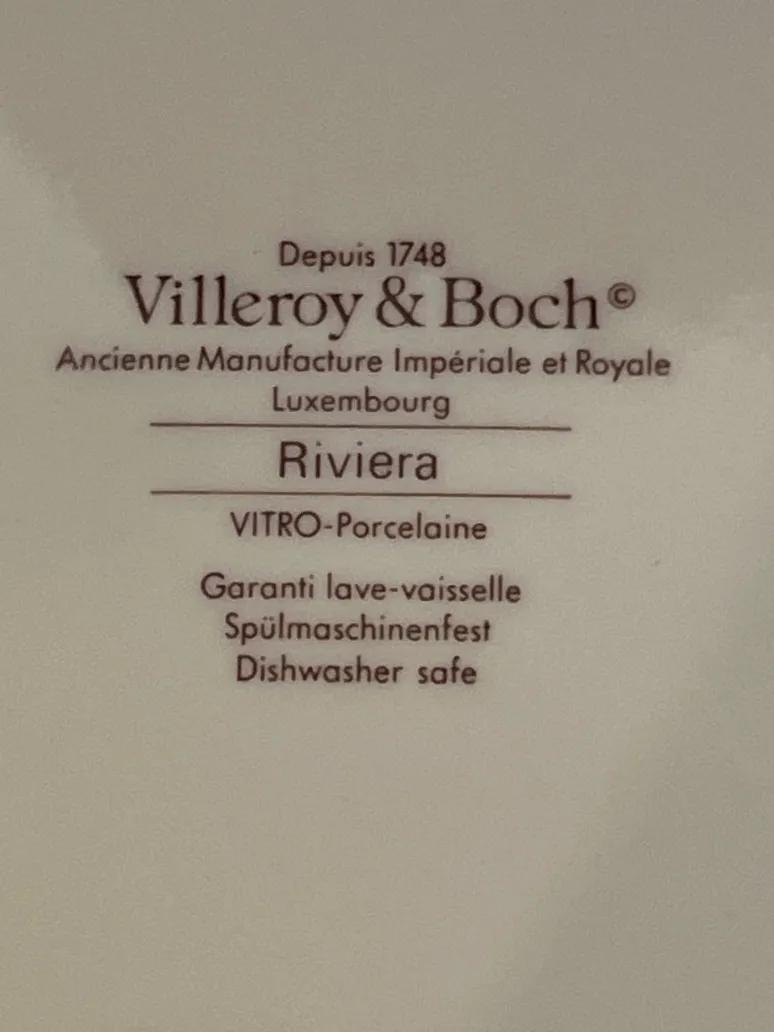 Depuis 1748
Villeroy & Boch©
Ancienne Manufacture Impériale et Royale
Luxembourg
Riviera
VITRO-Porcelaine
Garanti lave-vaisselle
Spülmaschinenfest
Dishwasher safe